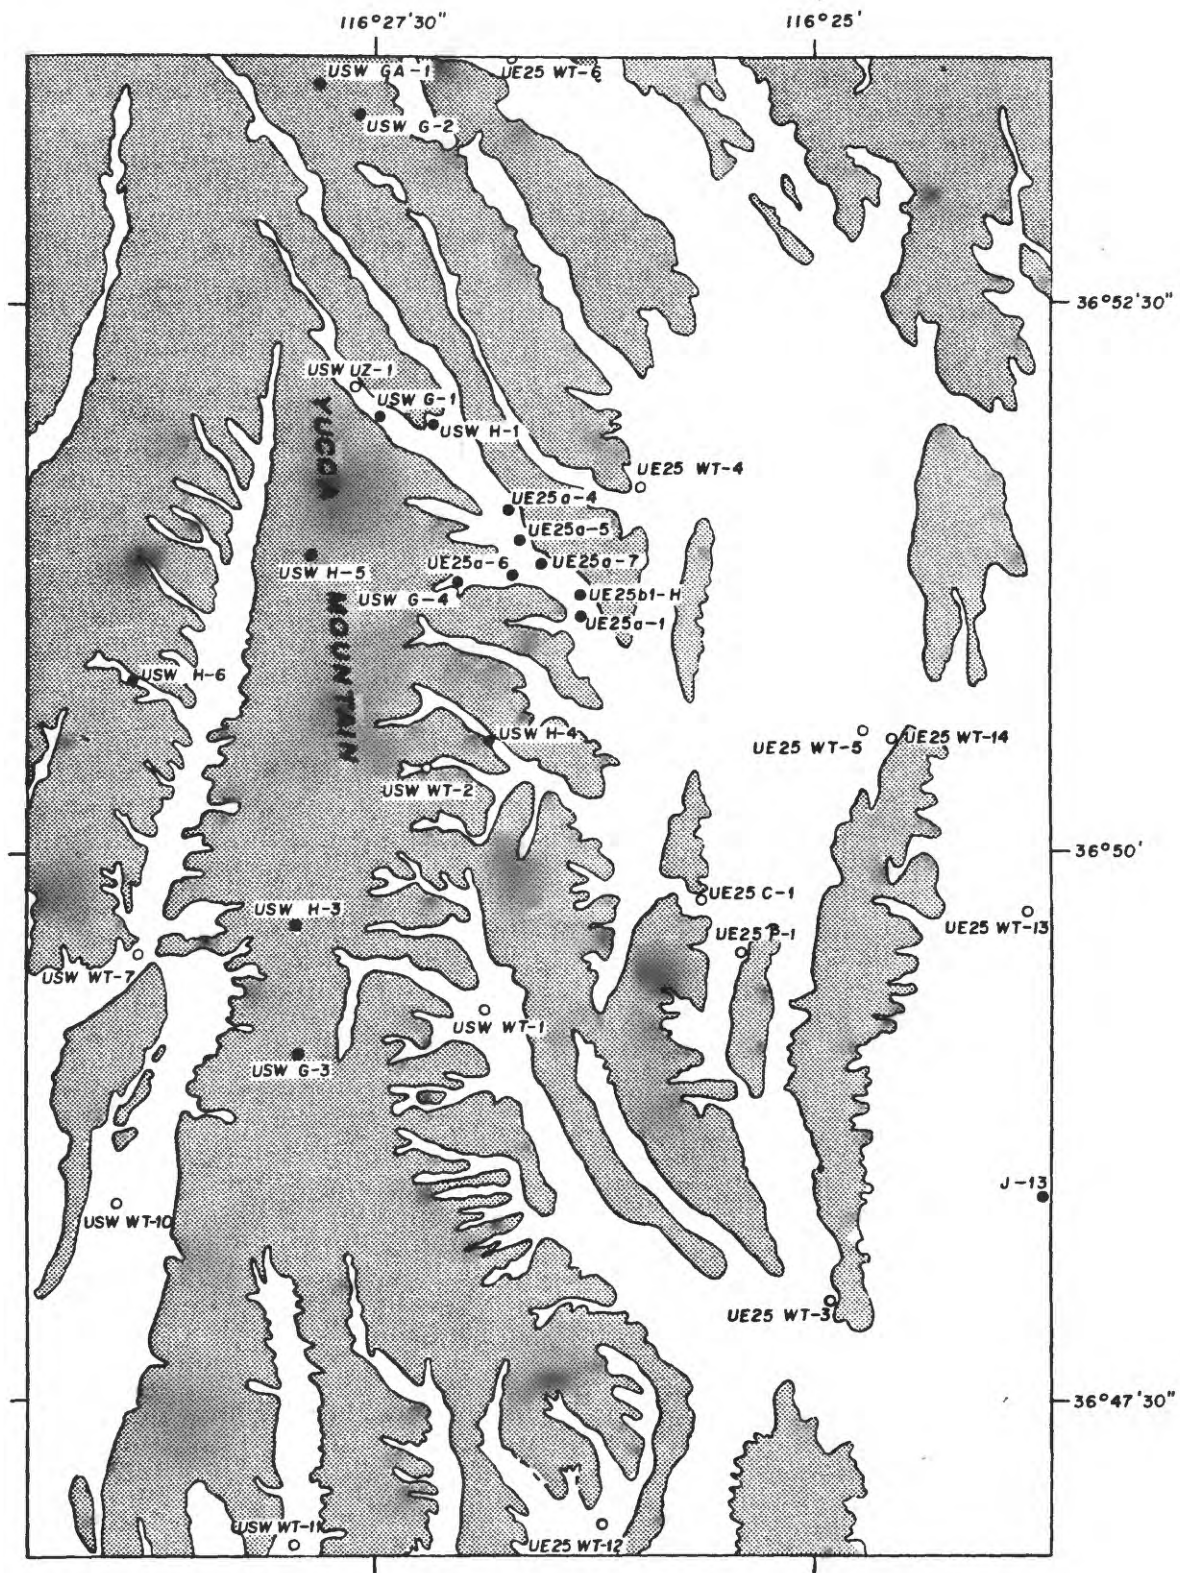 116°27'30" 116°25'
USW GA-1 UE25 WT-6
USW G-2
36°52'30"
USW UZ-1
USW G-1
USW H-1
YUCCA MOUNTAIN
UE25 WT-4
UE25a-4
UE25a-5
UE25a-6 UE25a-7
USW H-5
USW G-4 UE25b1-H
UE25a-1
USW H-6
USW H-4 UE25 WT-5 UE25 WT-14
USW WT-2
36°50'
UE25 C-1
USW H-3 UE25 WT-13
UE25 P-1
USW WT-7
USW WT-1
USW G-3
J-13
USW WT-10
UE25 WT-3
36°47'30"
USW WT-11
UE25 WT-12